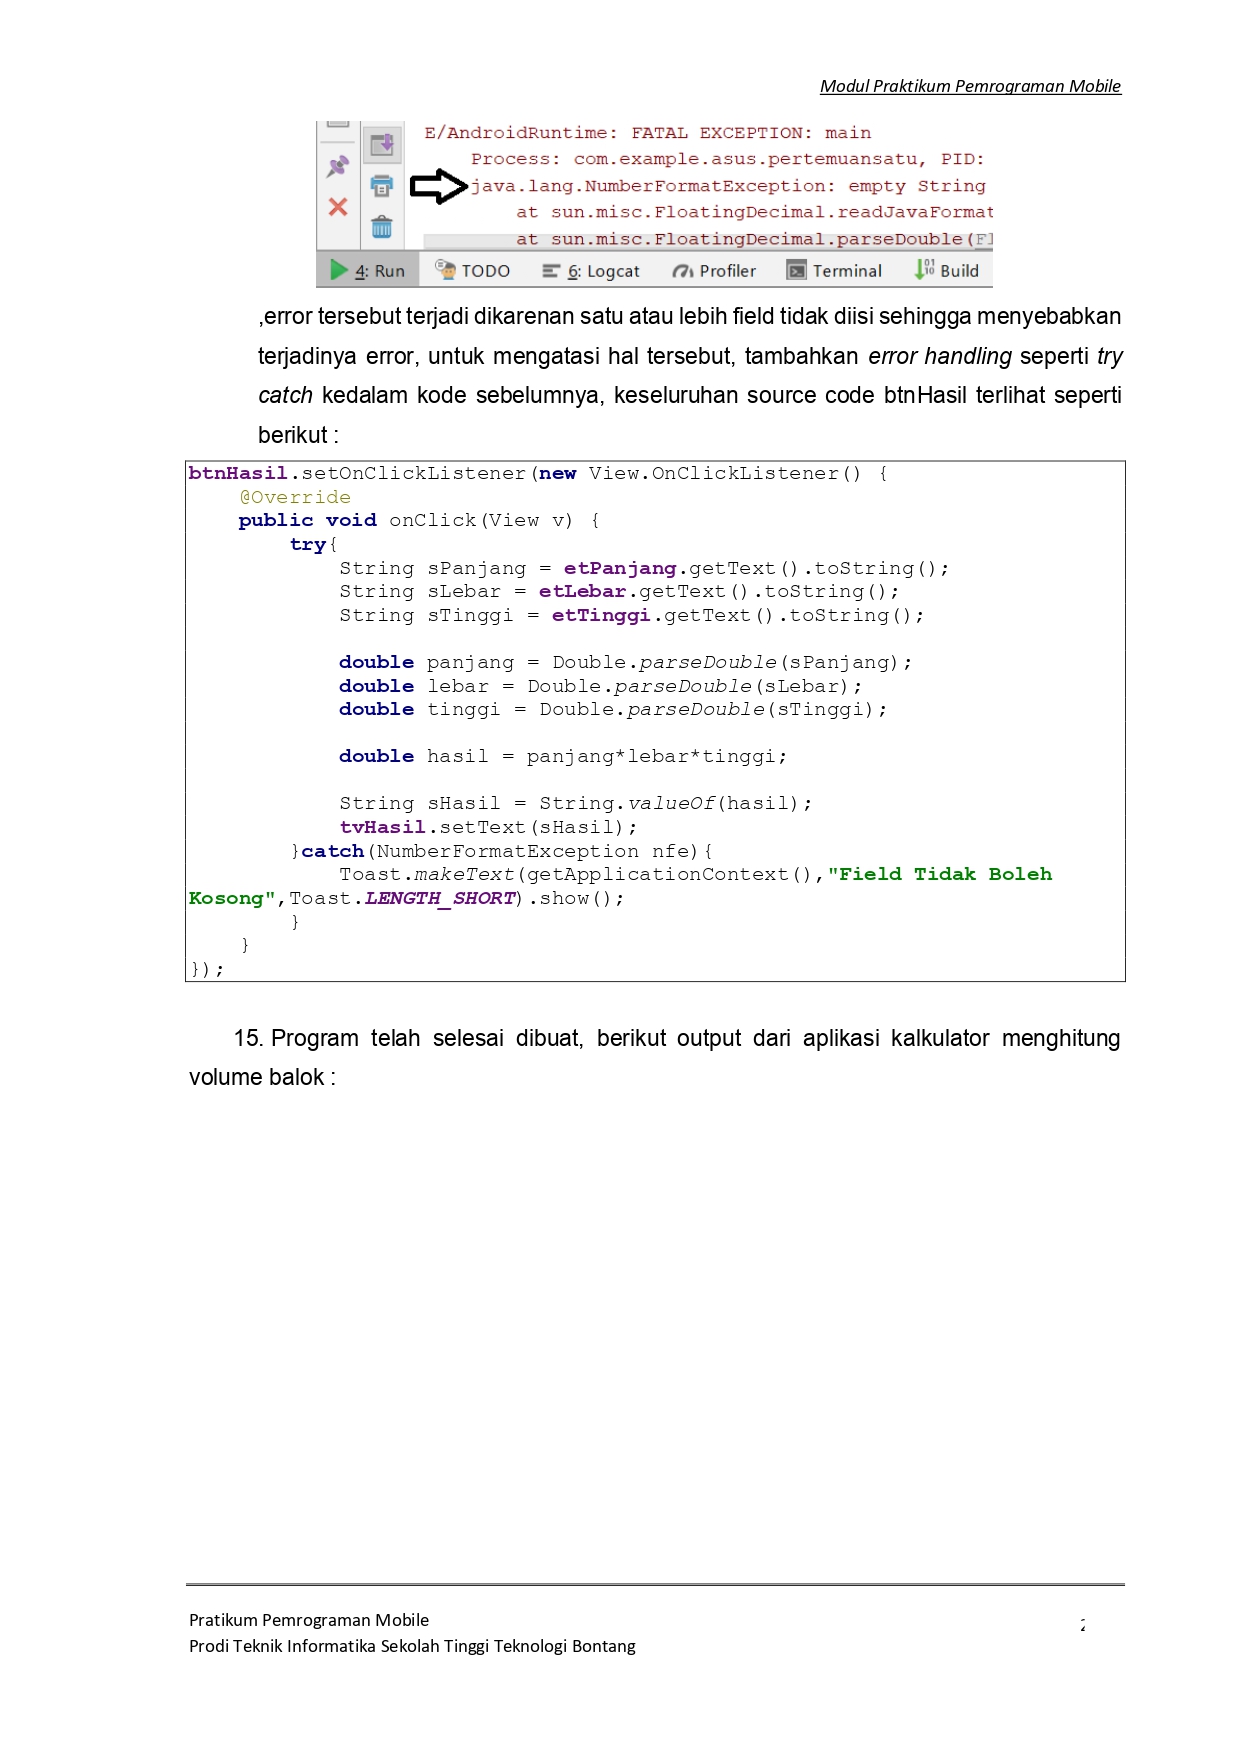 Modul Praktikum Pemrograman Mobile
E/AndroidRuntime: FATAL EXCEPTION: main
Process: com.example.asus.pertemuansatu, PID:
java.lang.NumberFormatException: empty String
at sun.misc.FloatingDecimal.readJavaFormat
at sun.misc.FloatingDecimal.parseDouble(Fl
4: Run TODO 6: Logcat Profiler Terminal Build
,error tersebut terjadi dikarenan satu atau lebih field tidak diisi sehingga menyebabkan
terjadinya error, untuk mengatasi hal tersebut, tambahkan error handling seperti try
catch kedalam kode sebelumnya, keseluruhan source code btnHasil terlihat seperti
berikut :
btnHasil.setOnClickListener(new View.OnClickListener() {
@Override
public void onClick(View v) {
try{
String sPanjang = etPanjang.getText().toString();
String sLebar = etLebar.getText().toString();
String sTinggi = etTinggi.getText().toString();
double panjang = Double.parseDouble(sPanjang);
double lebar = Double.parseDouble(sLebar);
double tinggi = Double.parseDouble(sTinggi);
double hasil = panjang*lebar*tinggi;
String sHasil = String.valueOf(hasil);
tvHasil.setText(sHasil);
}catch(NumberFormatException nfe){
Toast.makeText(getApplicationContext(),"Field Tidak Boleh
Kosong",Toast.LENGTH_SHORT).show();
}
}
});
15. Program telah selesai dibuat, berikut output dari aplikasi kalkulator menghitung
volume balok :
Pratikum Pemrograman Mobile
Prodi Teknik Informatika Sekolah Tinggi Teknologi Bontang